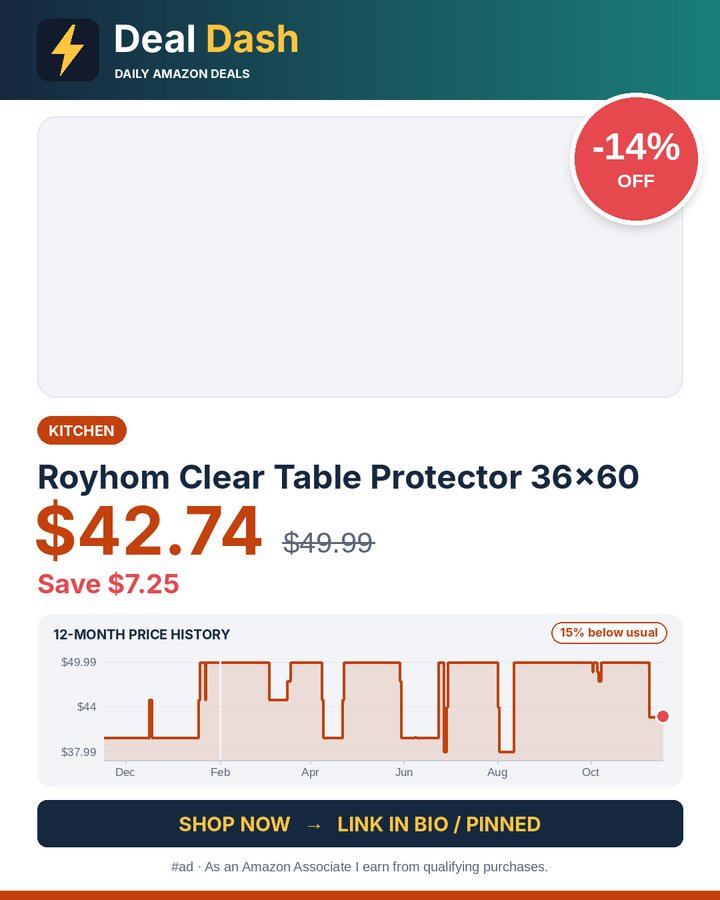 Deal Dash
DAILY AMAZON DEALS
-14%
OFF
KITCHEN
Royhom Clear Table Protector 36×60
$42.74 $49.99
Save $7.25
12-MONTH PRICE HISTORY
15% below usual
$49.99
$44
$37.99
Dec Feb Apr Jun Aug Oct
SHOP NOW → LINK IN BIO / PINNED
#ad · As an Amazon Associate I earn from qualifying purchases.